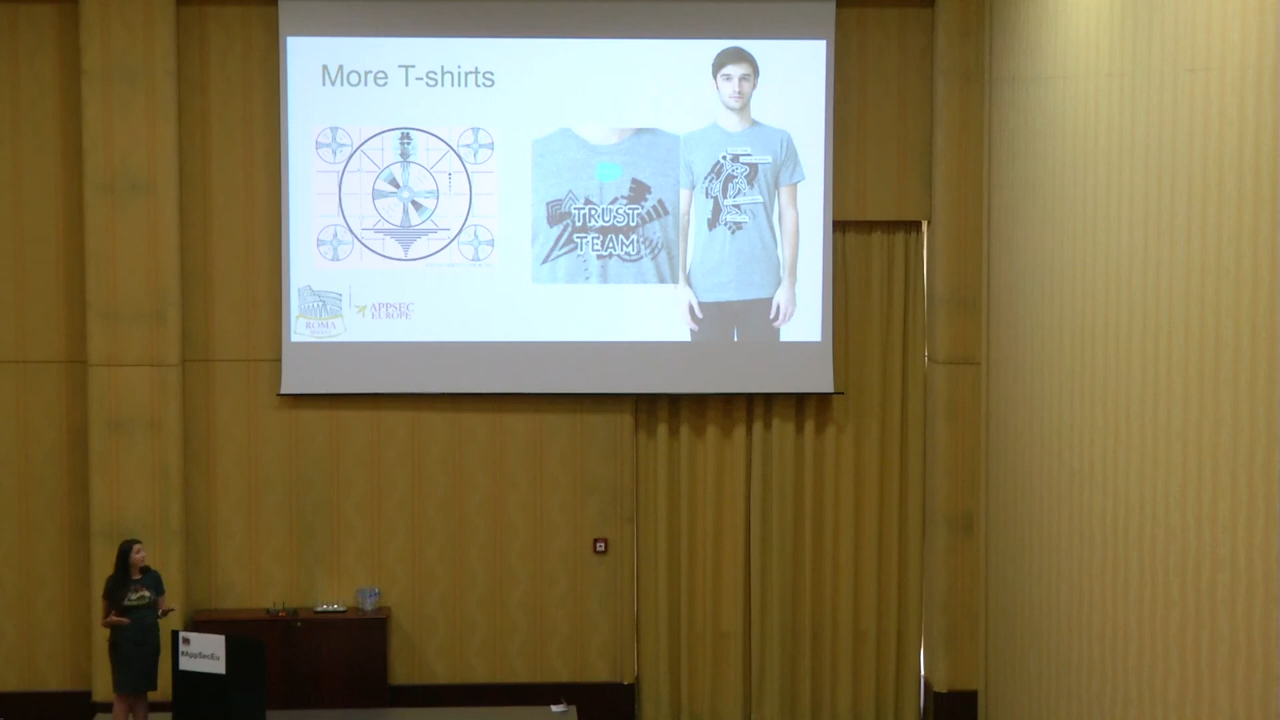 More T-shirts
TRUST
TEAM
ROMA
APPSEC
EUROPE
#AppSecEu